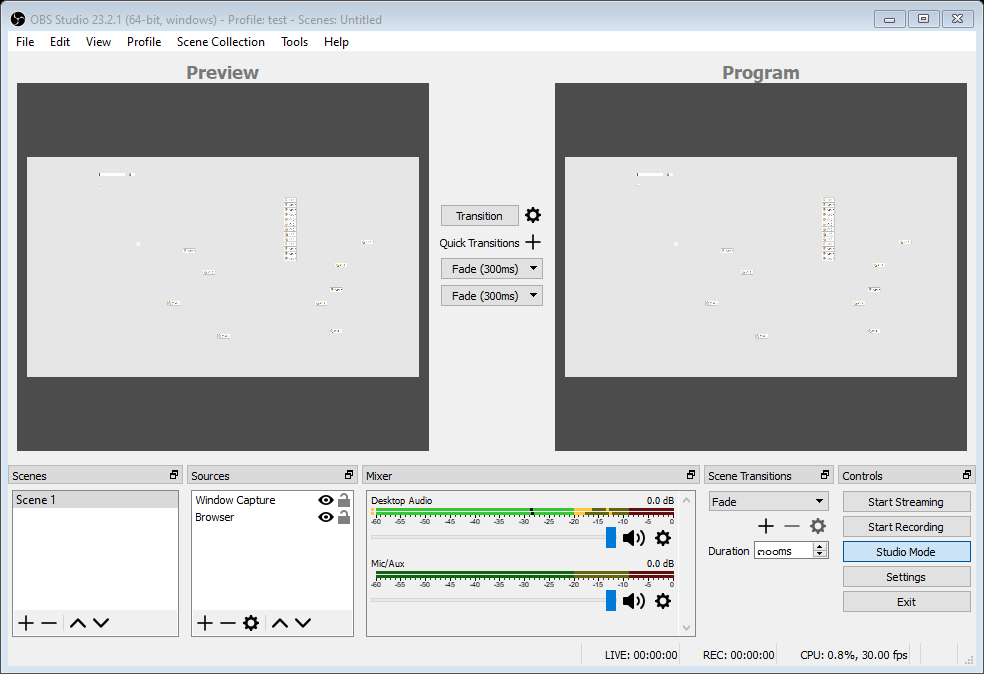 OBS Studio 23.2.1 (64-bit, windows) - Profile: test - Scenes: Untitled
File Edit View Profile Scene Collection Tools Help
Preview
Program
Transition
Quick Transitions
Fade (300ms)
Fade (300ms)
Scenes
Scene 1
Sources
Window Capture
Browser
Mixer
Desktop Audio 0.0 dB
-60 -55 -50 -45 -40 -35 -30 -25 -20 -15 -10 -5 0
Mic/Aux 0.0 dB
-60 -55 -50 -45 -40 -35 -30 -25 -20 -15 -10 -5 0
Scene Transitions
Fade
Duration ๓๐๐ms
Controls
Start Streaming
Start Recording
Studio Mode
Settings
Exit
LIVE: 00:00:00 REC: 00:00:00 CPU: 0.8%, 30.00 fps